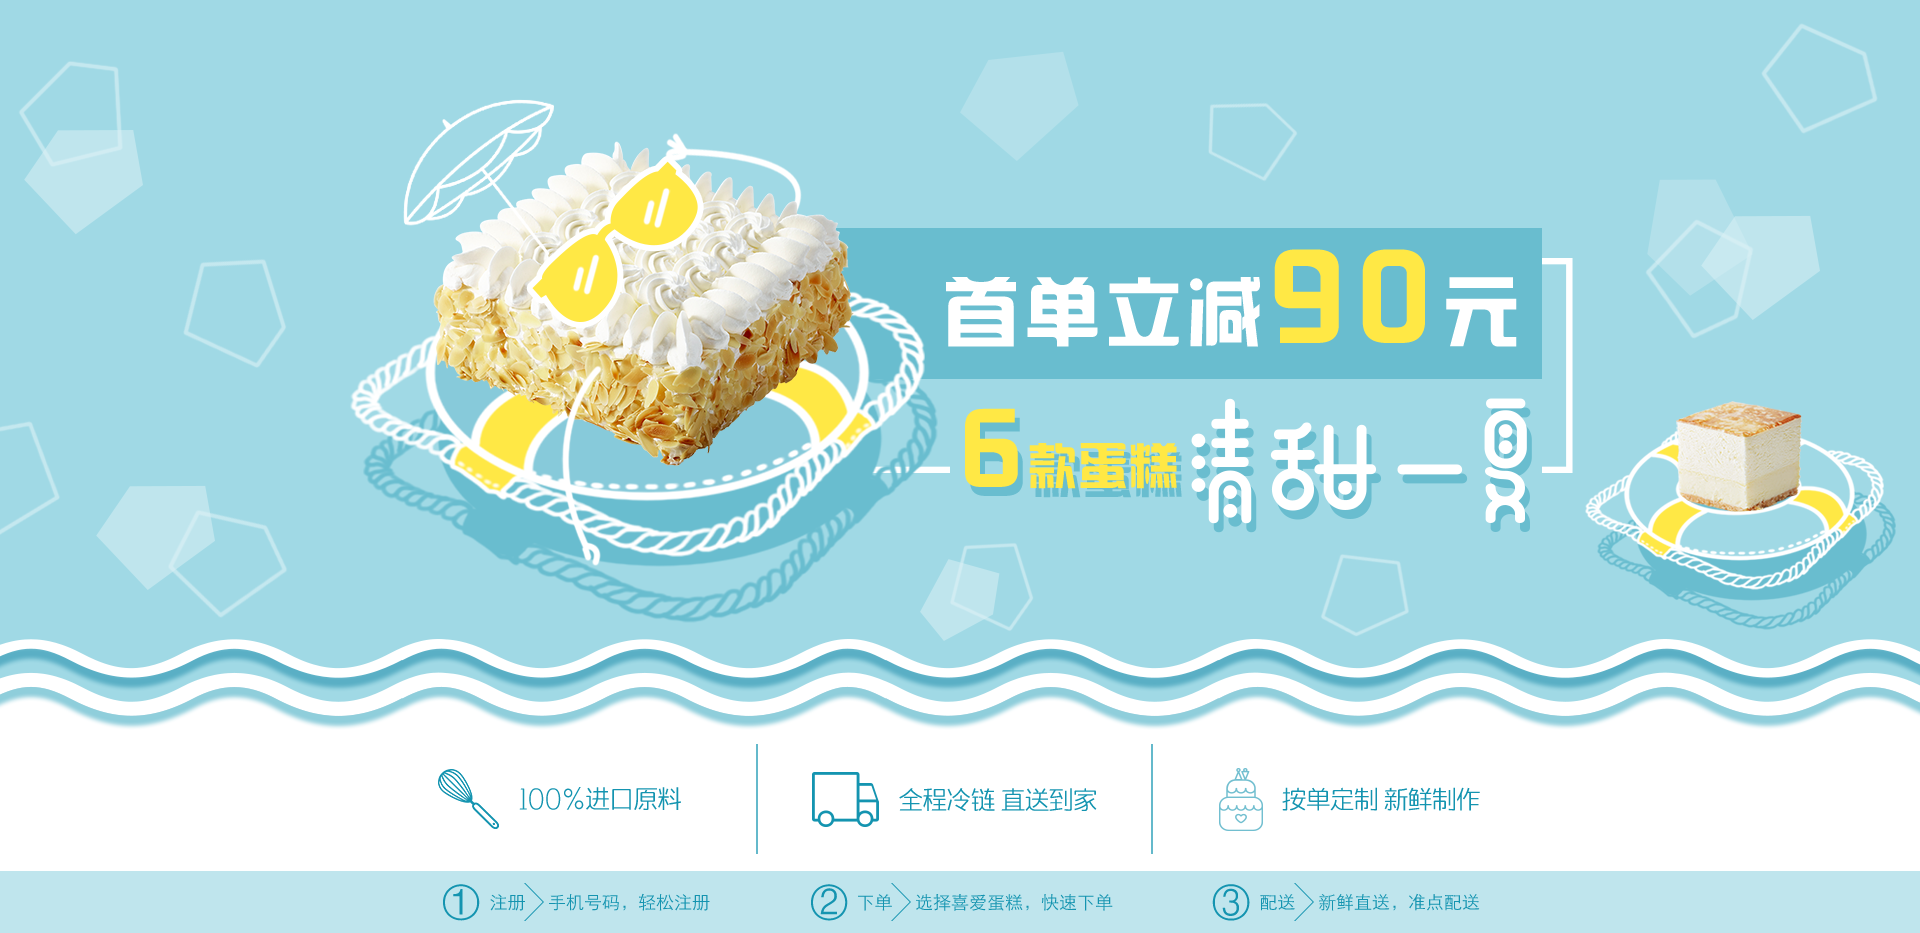 首单立减90元
6款蛋糕清甜一夏
100%进口原料
全程冷链 直送到家
按单定制 新鲜制作
1 注册 手机号码，轻松注册
2 下单 选择喜爱蛋糕，快速下单
3 配送 新鲜直送，准点配送